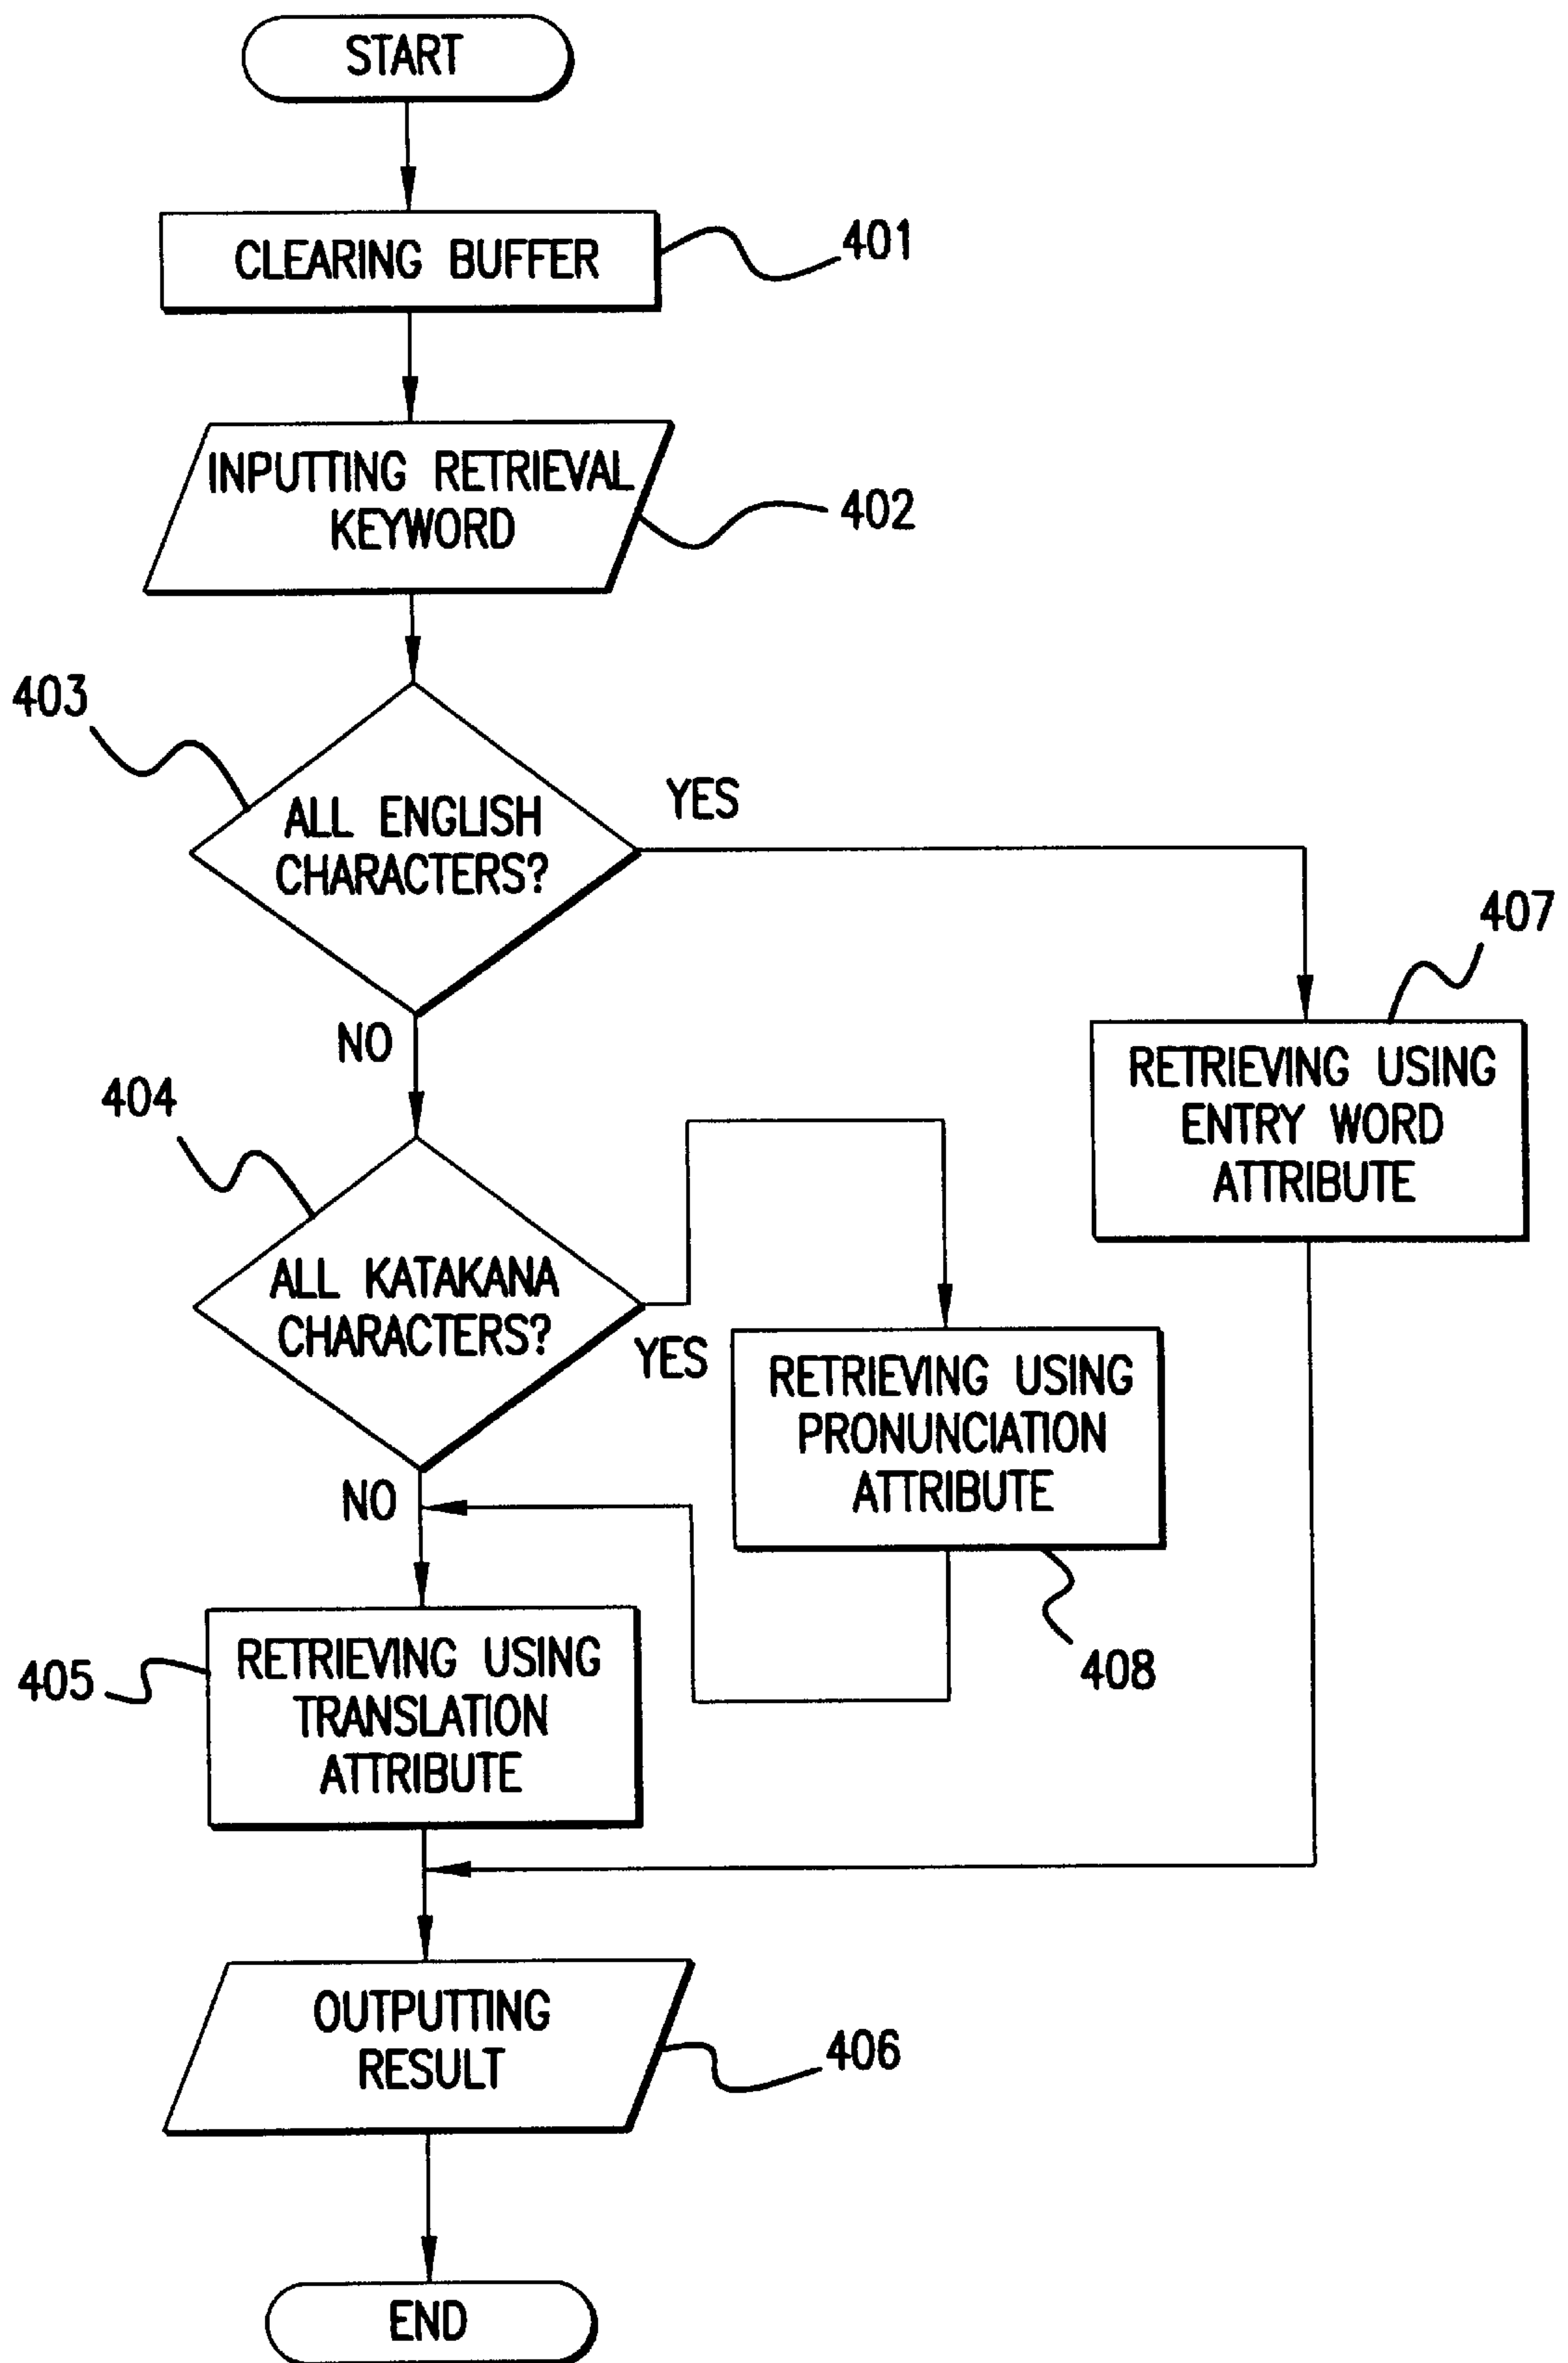 START
CLEARING BUFFER
401
INPUTTING RETRIEVAL
KEYWORD
402
403
ALL ENGLISH
CHARACTERS?
YES
NO
407
RETRIEVING USING
ENTRY WORD
ATTRIBUTE
404
ALL KATAKANA
CHARACTERS?
YES
NO
RETRIEVING USING
PRONUNCIATION
ATTRIBUTE
408
405
RETRIEVING USING
TRANSLATION
ATTRIBUTE
OUTPUTTING
RESULT
406
END